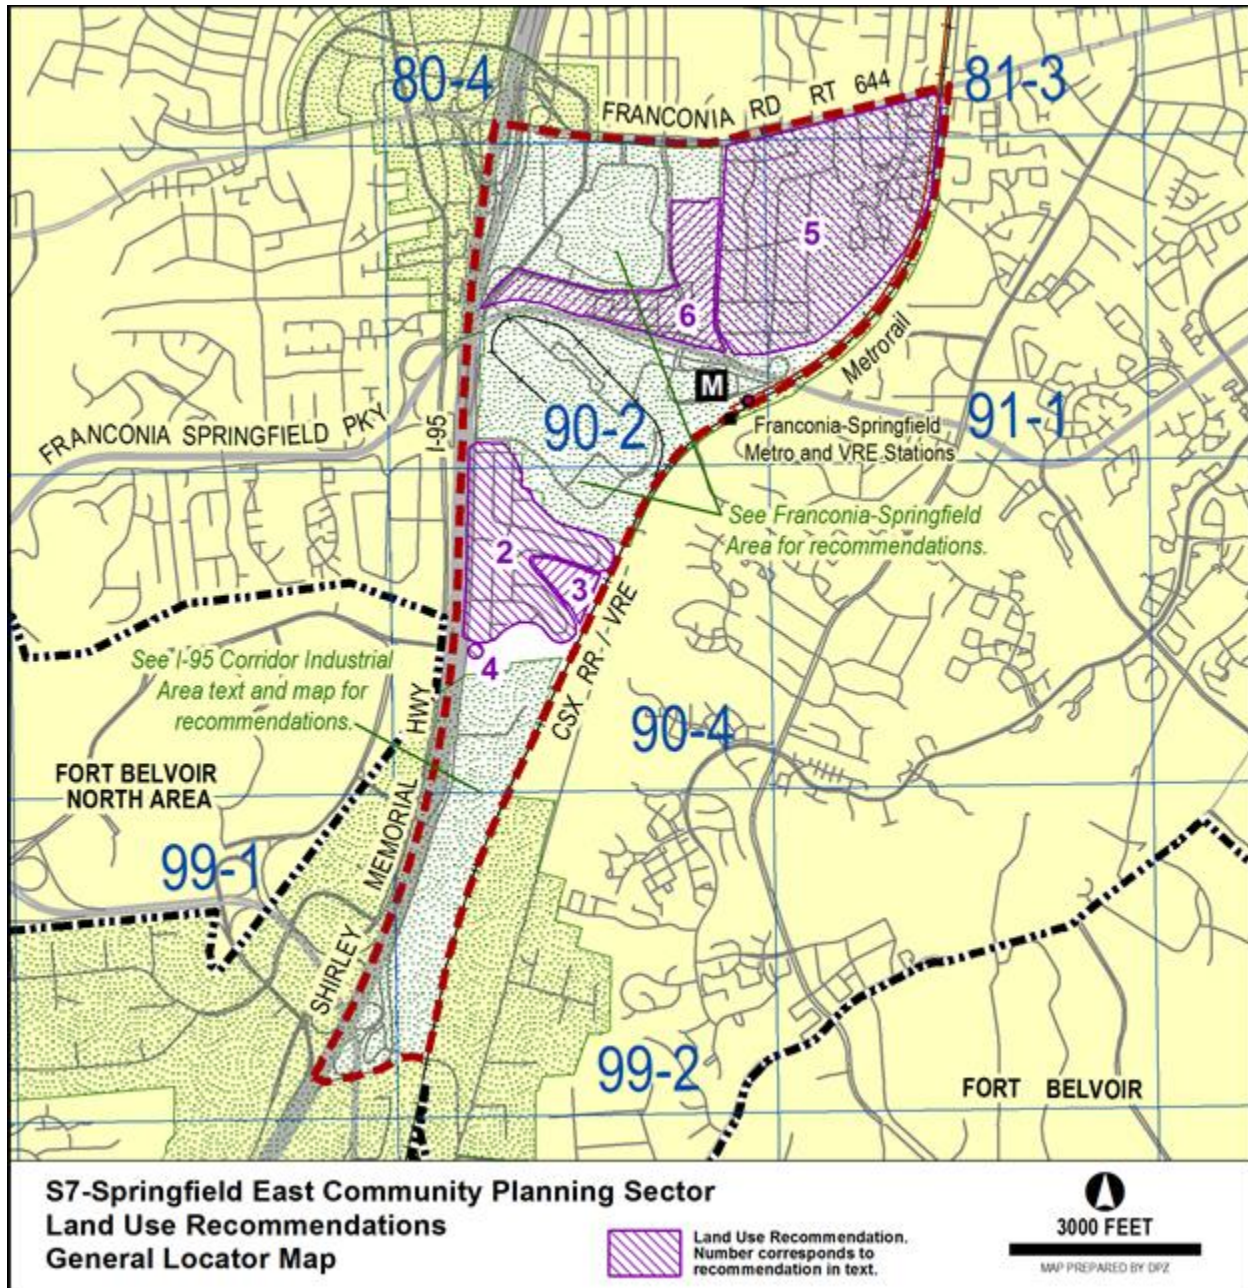 80-4
FRANCONIA RD RT 644
81-3
5
6
M
Metrorail
FRANCONIA SPRINGFIELD PKY
I-95
90-2
91-1
Franconia-Springfield
Metro and VRE Stations
See Franconia-Springfield
Area for recommendations.
2
3
4
See I-95 Corridor Industrial
Area text and map for
recommendations.
CSX RR / VRE
SHIRLEY MEMORIAL HWY
90-4
FORT BELVOIR
NORTH AREA
99-1
99-2
FORT BELVOIR
S7-Springfield East Community Planning Sector
Land Use Recommendations
General Locator Map
Land Use Recommendation.
Number corresponds to
recommendation in text.
3000 FEET
MAP PREPARED BY DPZ